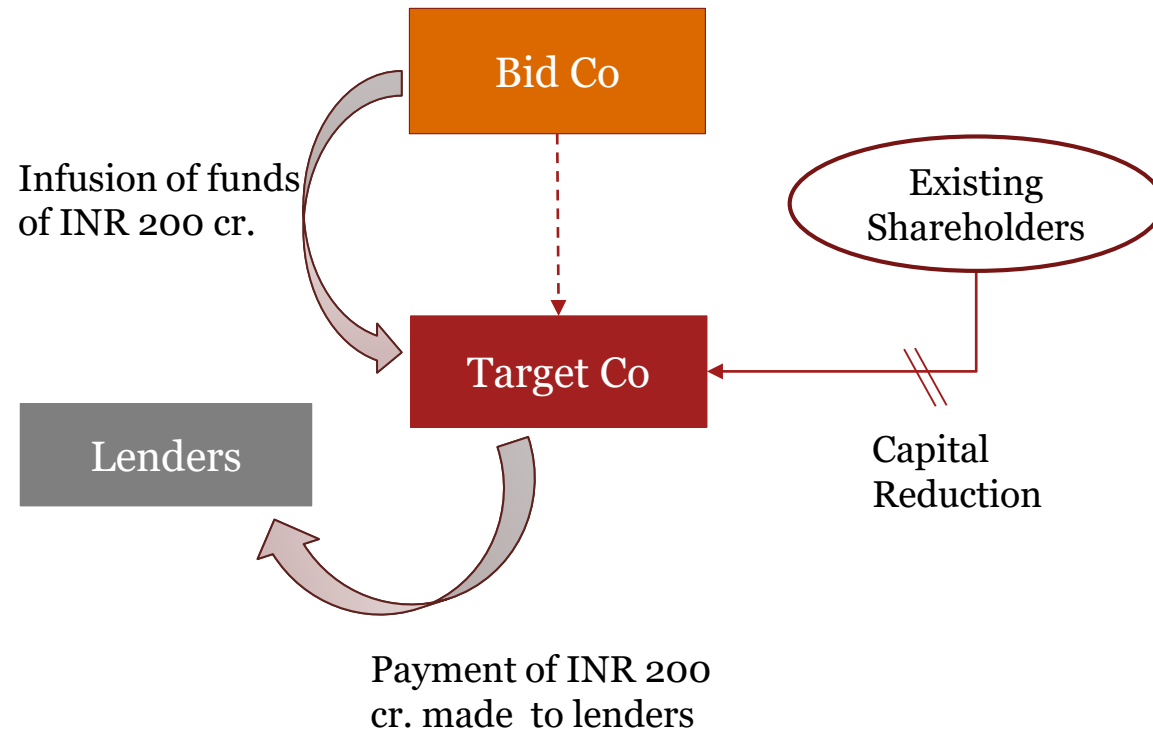 Bid Co
Infusion of funds
of INR 200 cr.
Existing
Shareholders
Target Co
Lenders
Capital
Reduction
Payment of INR 200
cr. made to lenders